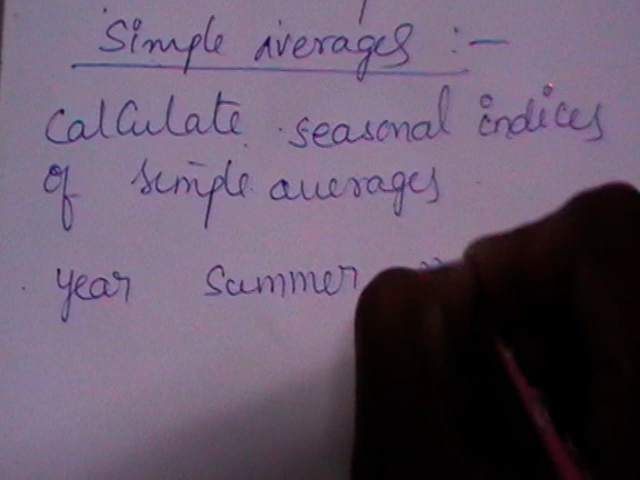 Simple averages :-
Calculate seasonal indices
of simple averages
year Summer